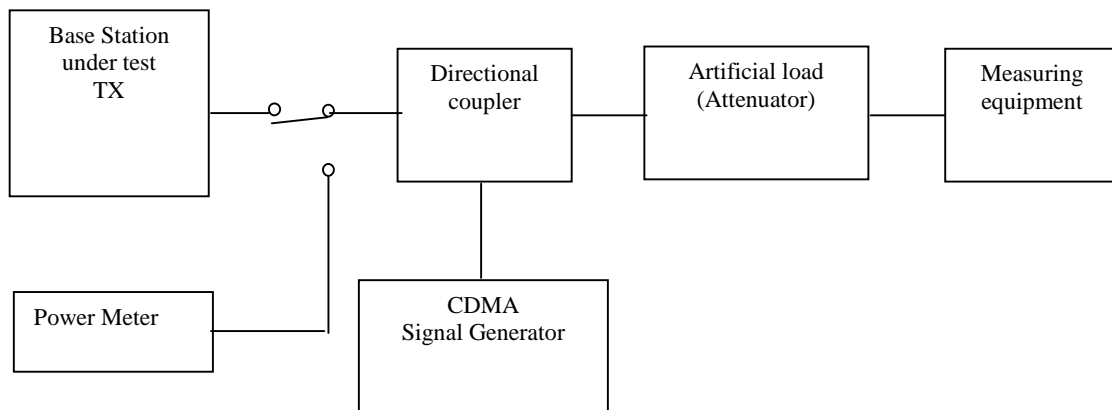 Base Station
under test
TX
Directional
coupler
Artificial load
(Attenuator)
Measuring
equipment
Power Meter
CDMA
Signal Generator